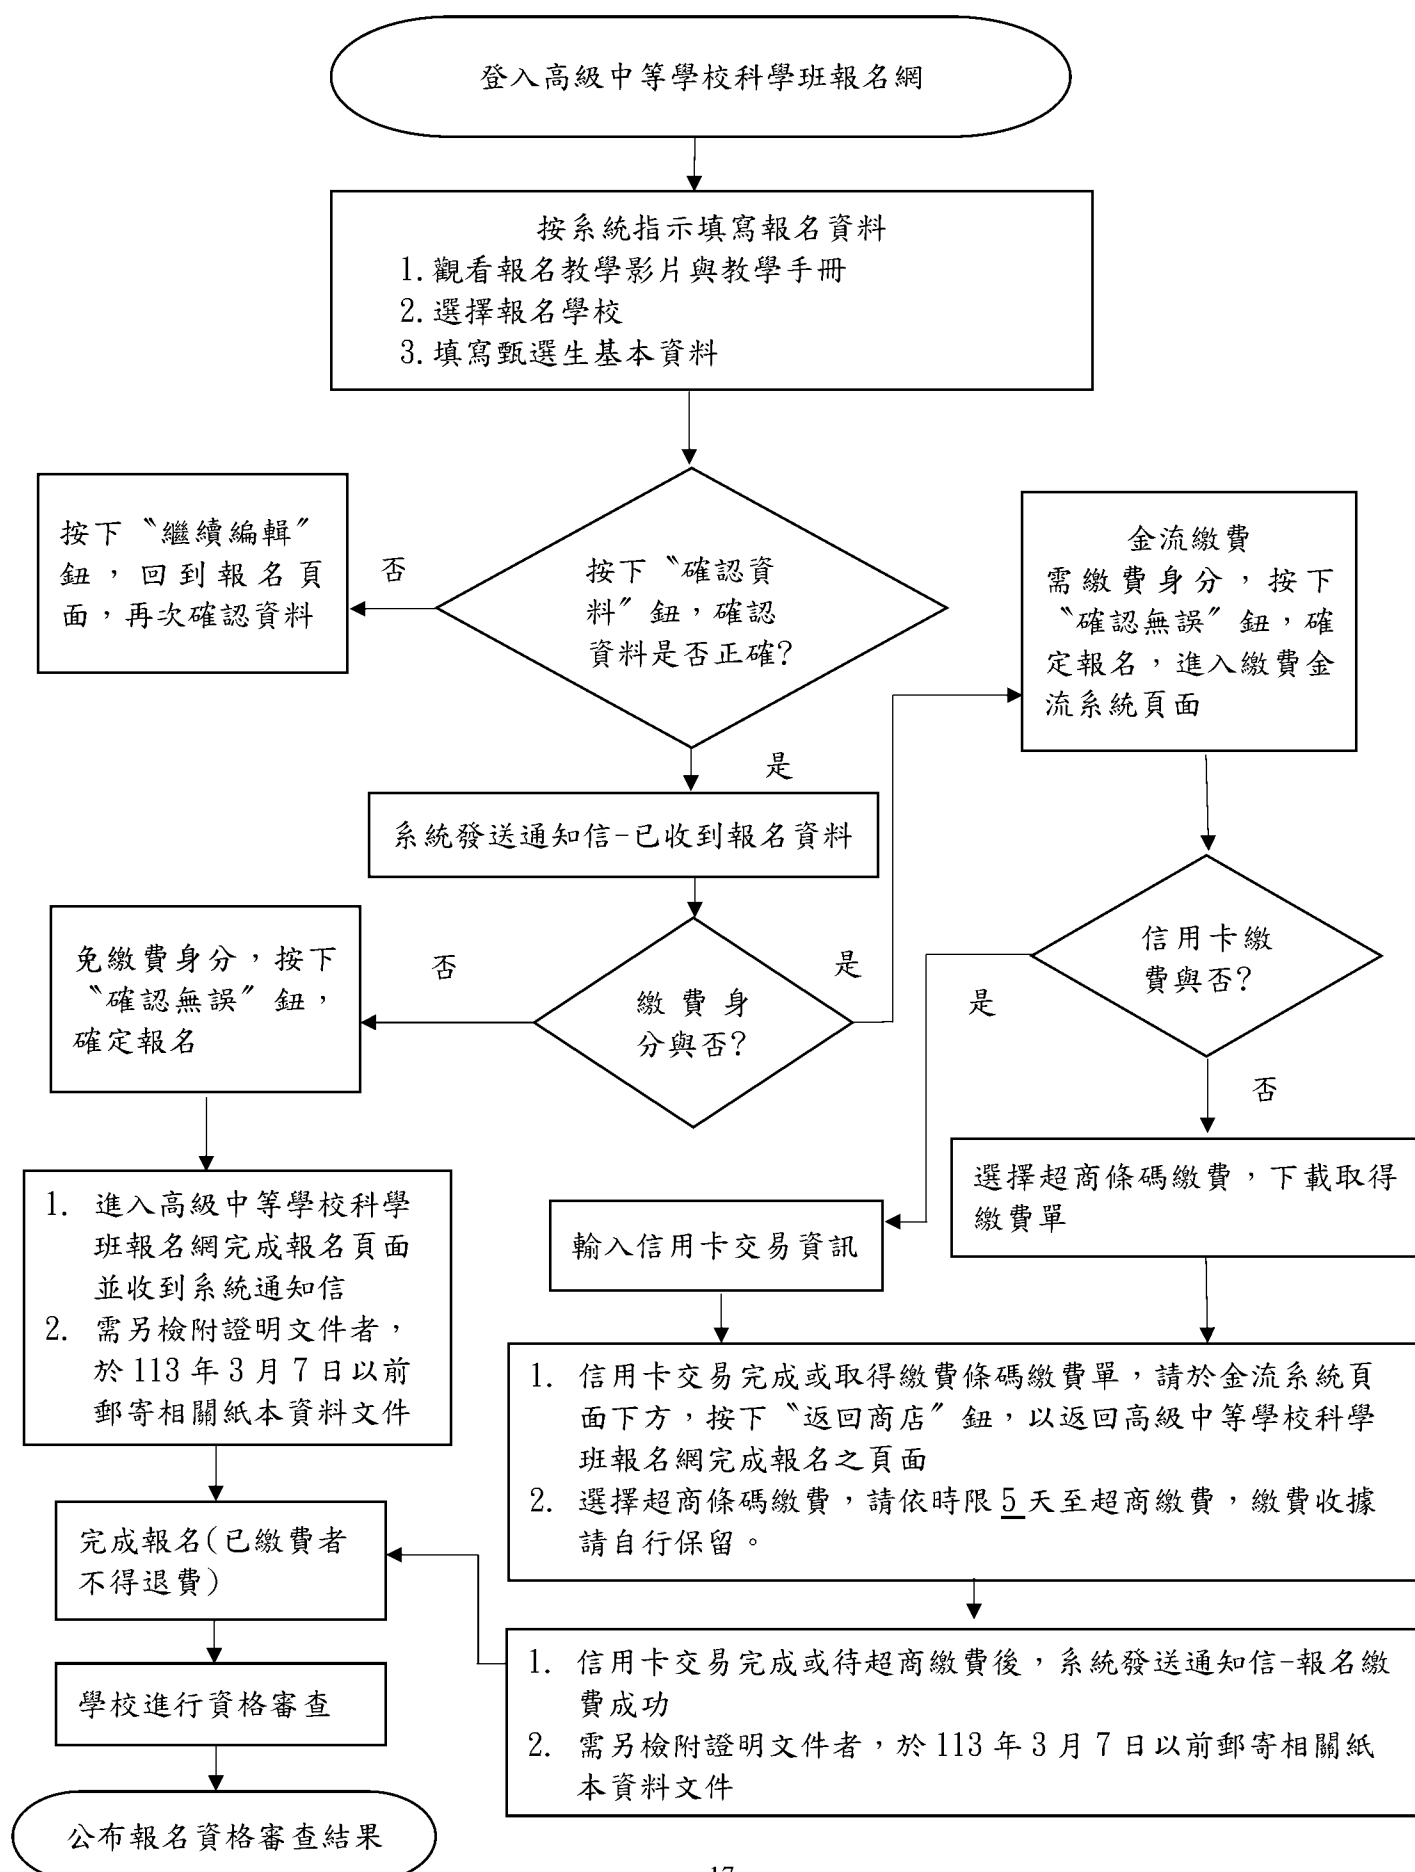 登入高級中等學校科學班報名網
按系統指示填寫報名資料
1.觀看報名教學影片與教學手冊
2.選擇報名學校
3.填寫甄選生基本資料
按下〝繼續編輯〞
鈕，回到報名頁
面，再次確認資料
否
按下〝確認資
料〞鈕，確認
資料是否正確?
金流繳費
需繳費身分，按下
〝確認無誤〞鈕，確
定報名，進入繳費金
流系統頁面
是
系統發送通知信-已收到報名資料
免繳費身分，按下
〝確認無誤〞鈕，
確定報名
否
繳費身
分與否?
是
信用卡繳
費與否?
是
否
選擇超商條碼繳費，下載取得
繳費單
輸入信用卡交易資訊
1. 進入高級中等學校科學
班報名網完成報名頁面
並收到系統通知信
2. 需另檢附證明文件者，
於 113 年 3 月 7 日以前
郵寄相關紙本資料文件
1. 信用卡交易完成或取得繳費條碼繳費單，請於金流系統頁
面下方，按下〝返回商店〞鈕，以返回高級中等學校科學
班報名網完成報名之頁面
2. 選擇超商條碼繳費，請依時限 5 天至超商繳費，繳費收據
請自行保留。
完成報名(已繳費者
不得退費)
1. 信用卡交易完成或待超商繳費後，系統發送通知信-報名繳
費成功
2. 需另檢附證明文件者，於 113 年 3 月 7 日以前郵寄相關紙
本資料文件
學校進行資格審查
公布報名資格審查結果
17